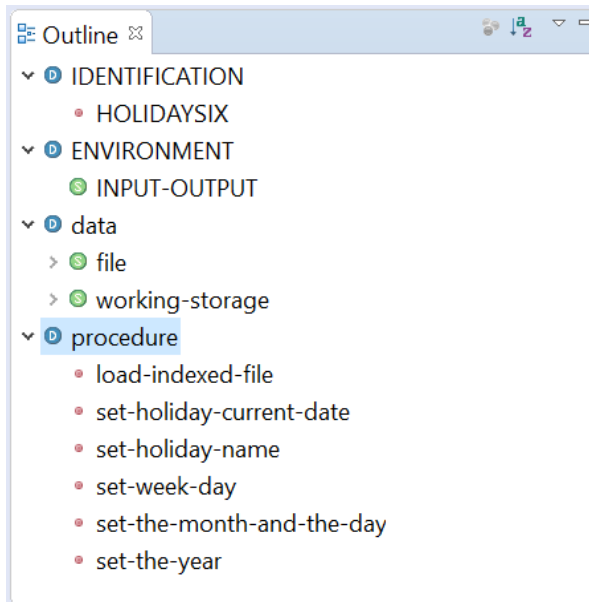 Outline
IDENTIFICATION
HOLIDAYSIX
ENVIRONMENT
INPUT-OUTPUT
data
file
working-storage
procedure
load-indexed-file
set-holiday-current-date
set-holiday-name
set-week-day
set-the-month-and-the-day
set-the-year